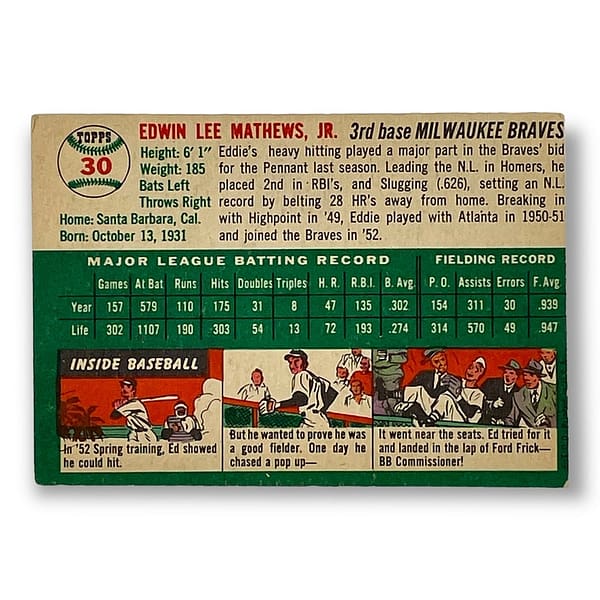 TOPPS
30
EDWIN LEE MATHEWS, JR. 3rd base MILWAUKEE BRAVES
Height: 6' 1"
Weight: 185
Bats Left
Throws Right
Home: Santa Barbara, Cal.
Born: October 13, 1931
Eddie's heavy hitting played a major part in the Braves' bid
for the Pennant last season. Leading the N.L. in Homers, he
placed 2nd in RBI's, and Slugging (.626), setting an N.L.
record by belting 28 HR's away from home. Breaking in
with Highpoint in '49, Eddie played with Atlanta in 1950-51
and joined the Braves in '52.
MAJOR LEAGUE BATTING RECORD FIELDING RECORD
Games At Bat Runs Hits Doubles Triples H. R. R.B.I. B. Avg. P. O. Assists Errors F. Avg.
Year 157 579 110 175 31 8 47 135 .302 154 311 30 .939
Life 302 1107 190 303 54 13 72 193 .274 314 570 49 .947
INSIDE BASEBALL
In '52 Spring training, Ed showed
he could hit.
But he wanted to prove he was
a good fielder. One day he
chased a pop up—
It went near the seats. Ed tried for it
and landed in the lap of Ford Frick—
BB Commissioner!